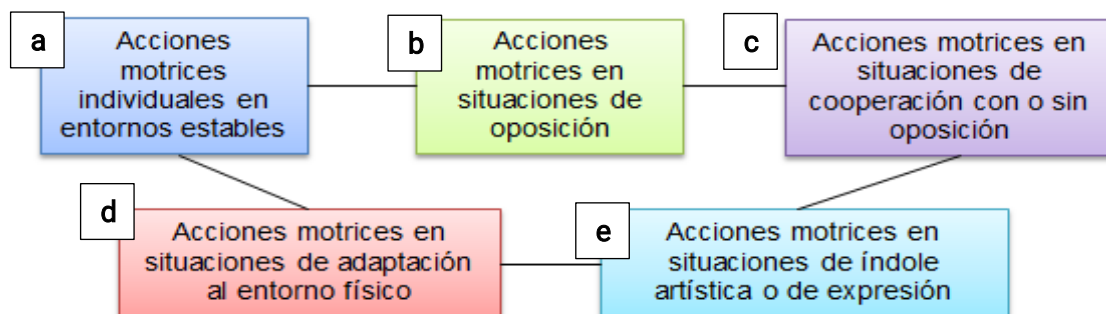 a
Acciones
motrices
individuales en
entornos estables
b
Acciones
motrices en
situaciones de
oposición
c
Acciones motrices en
situaciones de
cooperación con o sin
oposición
d
Acciones motrices en
situaciones de adaptación
al entorno físico
e
Acciones motrices en
situaciones de índole
artística o de expresión